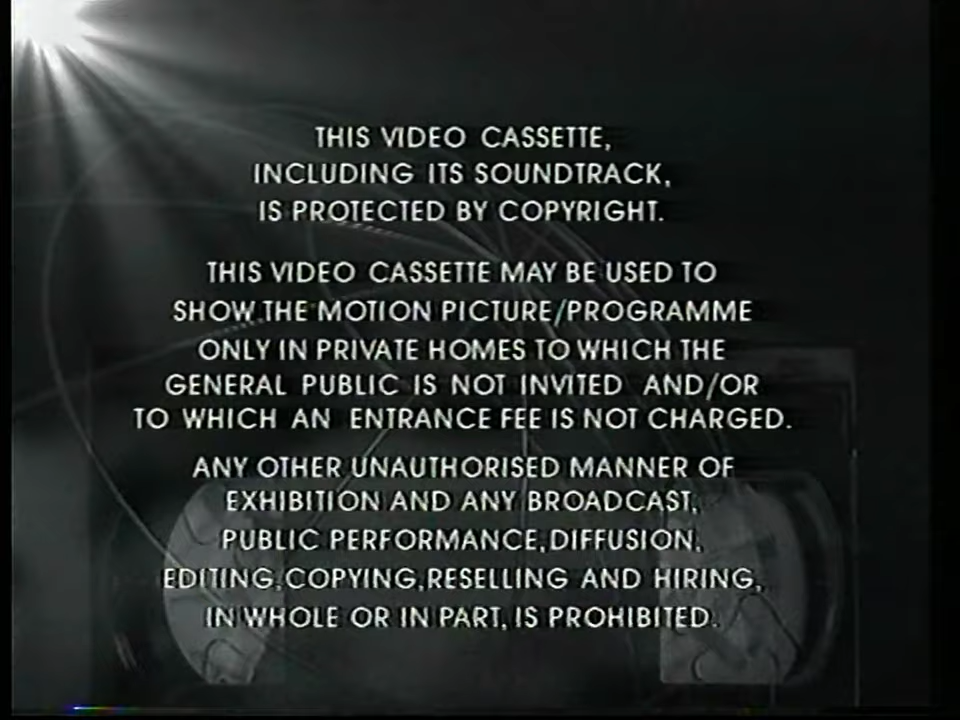 THIS VIDEO CASSETTE,
INCLUDING ITS SOUNDTRACK,
IS PROTECTED BY COPYRIGHT.
THIS VIDEO CASSETTE MAY BE USED TO
SHOW THE MOTION PICTURE/PROGRAMME
ONLY IN PRIVATE HOMES TO WHICH THE
GENERAL PUBLIC IS NOT INVITED AND/OR
TO WHICH AN ENTRANCE FEE IS NOT CHARGED.
ANY OTHER UNAUTHORISED MANNER OF
EXHIBITION AND ANY BROADCAST,
PUBLIC PERFORMANCE,DIFFUSION,
EDITING,COPYING,RESELLING AND HIRING,
IN WHOLE OR IN PART, IS PROHIBITED.